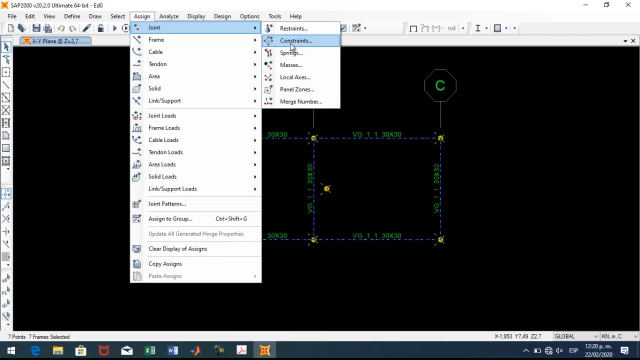 SAP2000 v20.2.0 Ultimate 64-bit - Ed0
File
Edit
Assign
Analyze
Display
Design
Options
Tools
Help
X-Y Plane @ Z=2,7
Joint
Frame
Cable
Tendon
Area
Solid
Link/Support
Joint Loads
Frame Loads
Cable Loads
Tendon Loads
Area Loads
Solid Loads
Link/Support Loads
Joint Patterns...
Assign to Group... Ctrl+Shift+G
Update All Generated Hinge Properties
Clear Display of Assigns
Copy Assigns
Paste Assigns
Restraints...
Constraints...
Springs...
Masses...
Local Axes...
Panel Zones...
Merge Number...
C
30X30
VG_1_1_30X30
VG_1_1_30X30
VG_1_1_30X30
30X30
VG_1_1_30X30
7 Points 7 Frames Selected
X-1,953 Y7,49 Z2,7
GLOBAL
KN, m, C
ESP
12:20 p. m.
22/02/2020